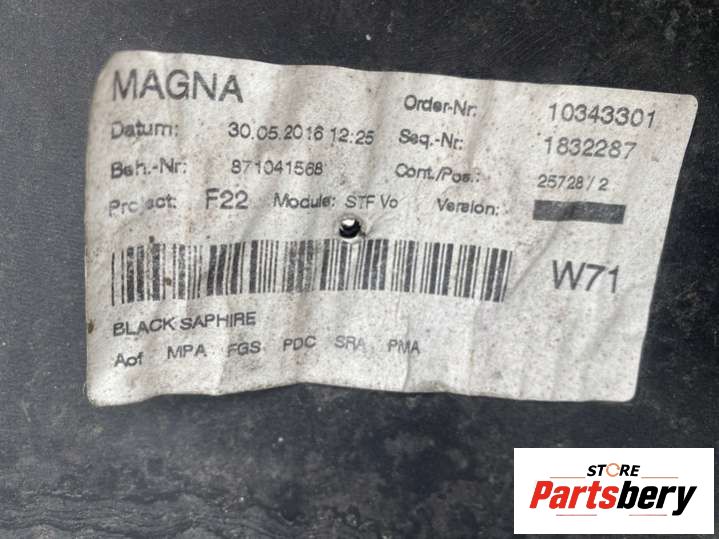 MAGNA Order-Nr: 10343301
Datum: 30.05.2016 12:25 Seq.-Nr: 1832287
Beh.-Nr: 871041568 Cont./Pos.: 25728/2
Project: F22 Module: STF Vo Version:
W71
BLACK SAPHIRE
Aof MPA FGS PDC SRA PMA
STORE
Partsbery